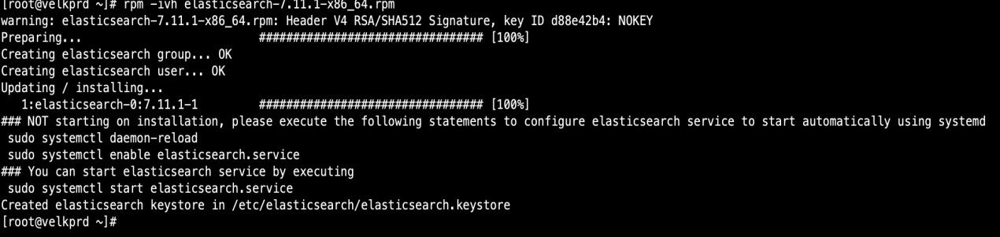 [root@velkprd ~]# rpm -ivh elasticsearch-7.11.1-x86_64.rpm
warning: elasticsearch-7.11.1-x86_64.rpm: Header V4 RSA/SHA512 Signature, key ID d88e42b4: NOKEY
Preparing...                          ################################# [100%]
Creating elasticsearch group... OK
Creating elasticsearch user... OK
Updating / installing...
   1:elasticsearch-0:7.11.1-1         ################################# [100%]
### NOT starting on installation, please execute the following statements to configure elasticsearch service to start automatically using systemd
 sudo systemctl daemon-reload
 sudo systemctl enable elasticsearch.service
### You can start elasticsearch service by executing
 sudo systemctl start elasticsearch.service
Created elasticsearch keystore in /etc/elasticsearch/elasticsearch.keystore
[root@velkprd ~]#